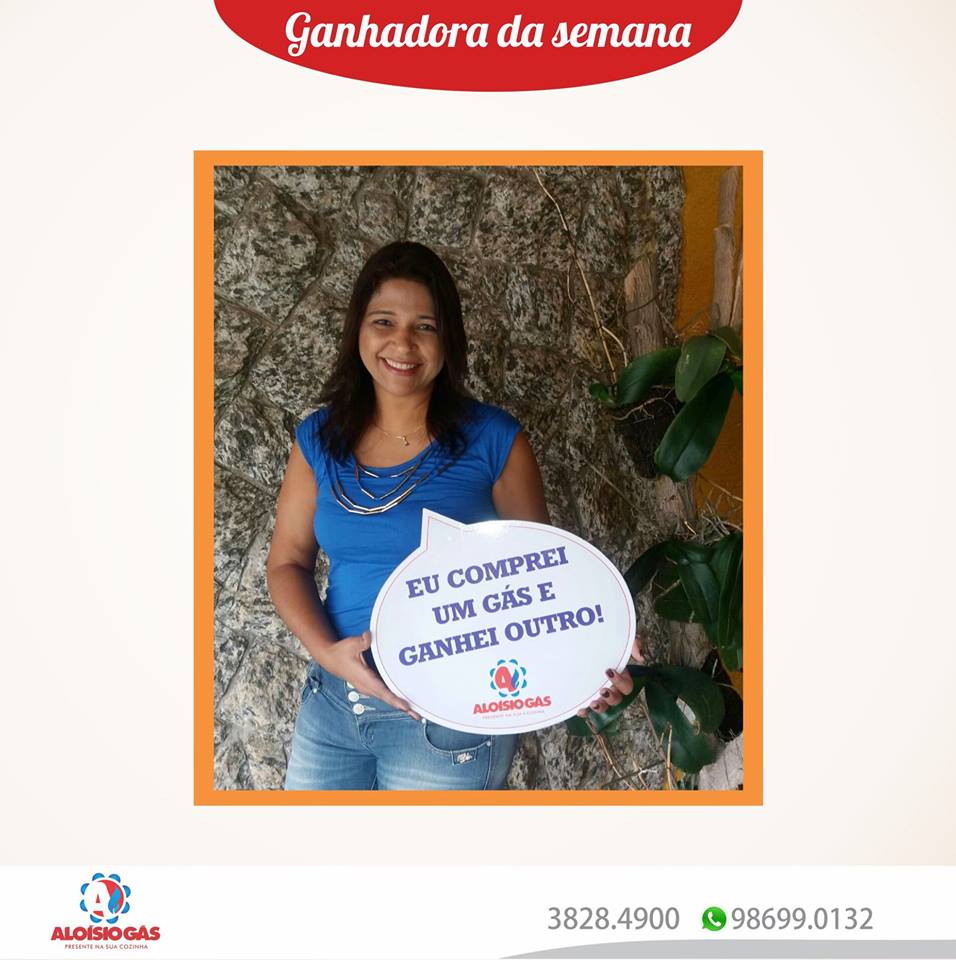 Ganhadora da semana
EU COMPREI
UM GÁS E
GANHEI OUTRO!
A
ALOÍSIO GÁS
PRESENTE NA SUA COZINHA
A
ALOÍSIO GÁS
PRESENTE NA SUA COZINHA
3828.4900 98699.0132